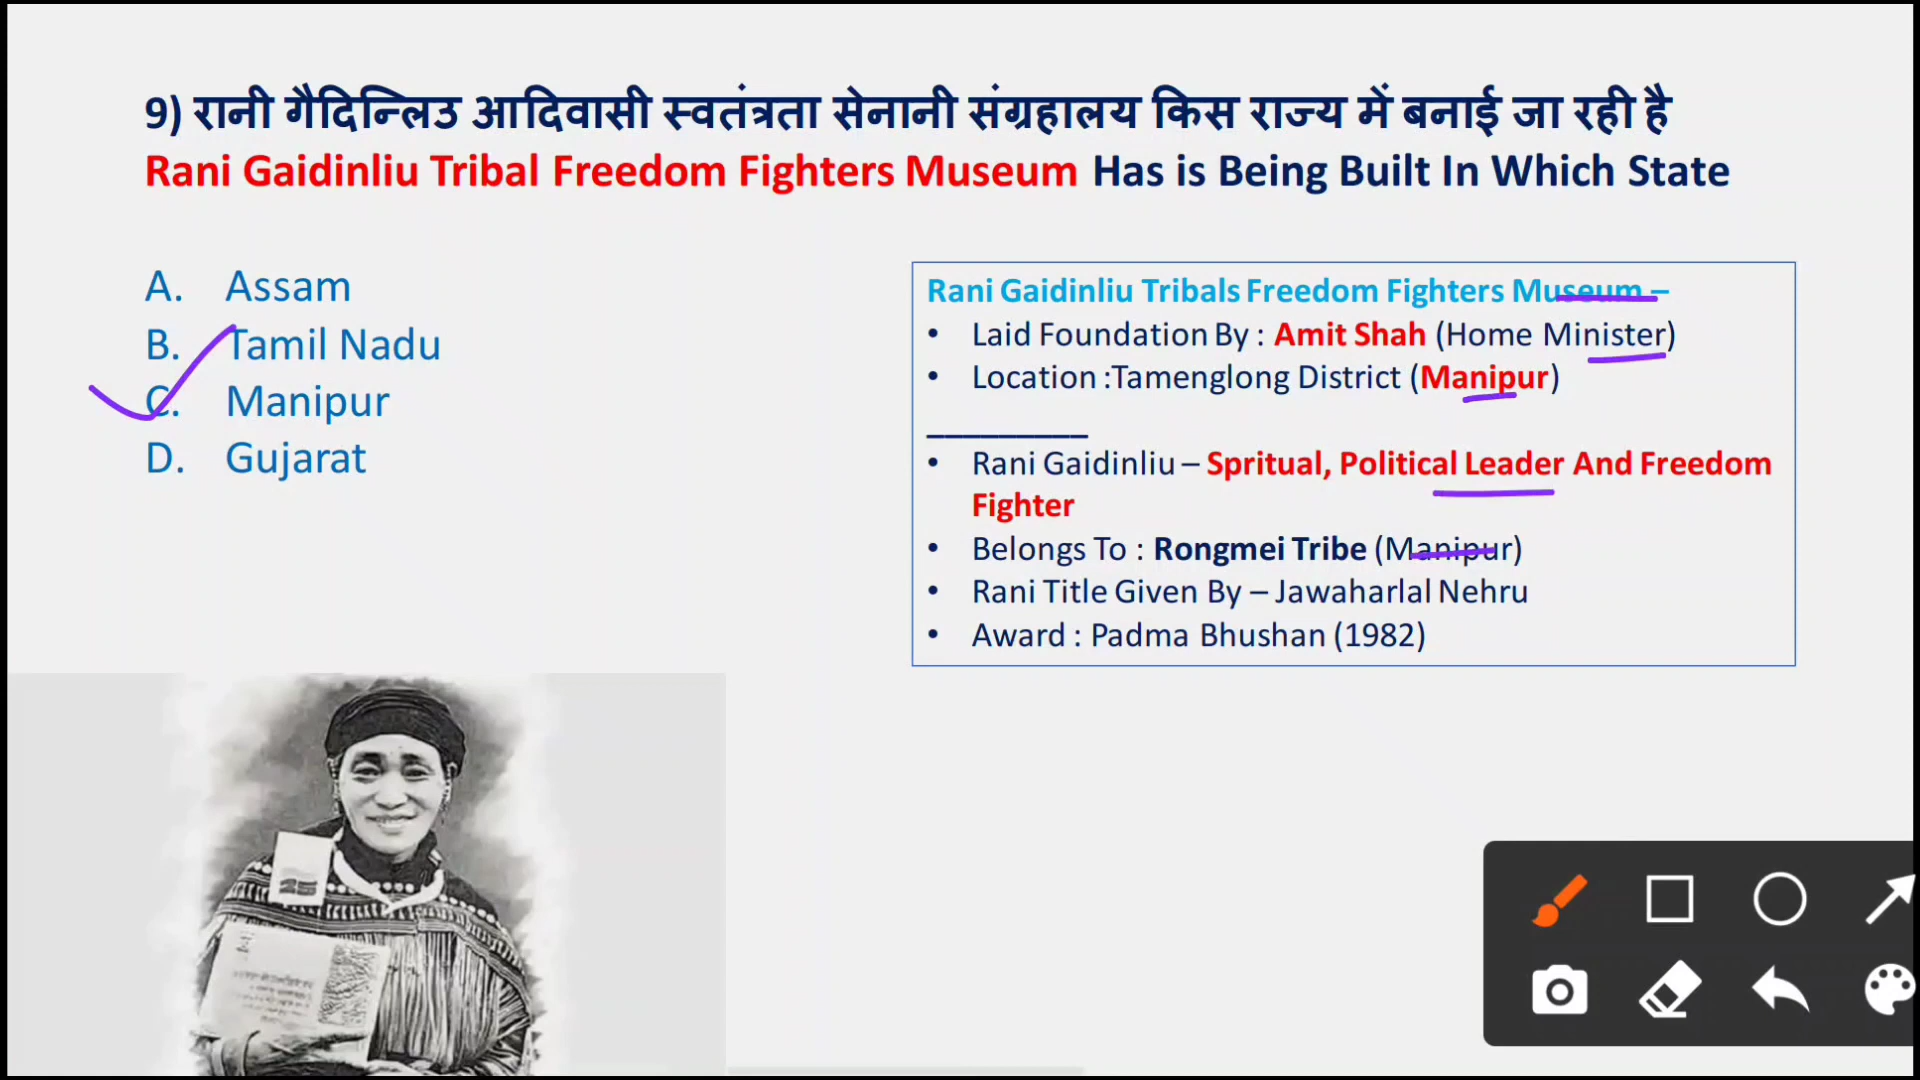 9) रानी गैदिन्लिउ आदिवासी स्वतंत्रता सेनानी संग्रहालय किस राज्य में बनाई जा रही है
Rani Gaidinliu Tribal Freedom Fighters Museum Has is Being Built In Which State
A. Assam
B. Tamil Nadu
C. Manipur
D. Gujarat
Rani Gaidinliu Tribals Freedom Fighters Museum –
• Laid Foundation By : Amit Shah (Home Minister)
• Location :Tamenglong District (Manipur)
__________
• Rani Gaidinliu – Spritual, Political Leader And Freedom
Fighter
• Belongs To : Rongmei Tribe (Manipur)
• Rani Title Given By – Jawaharlal Nehru
• Award : Padma Bhushan (1982)
25